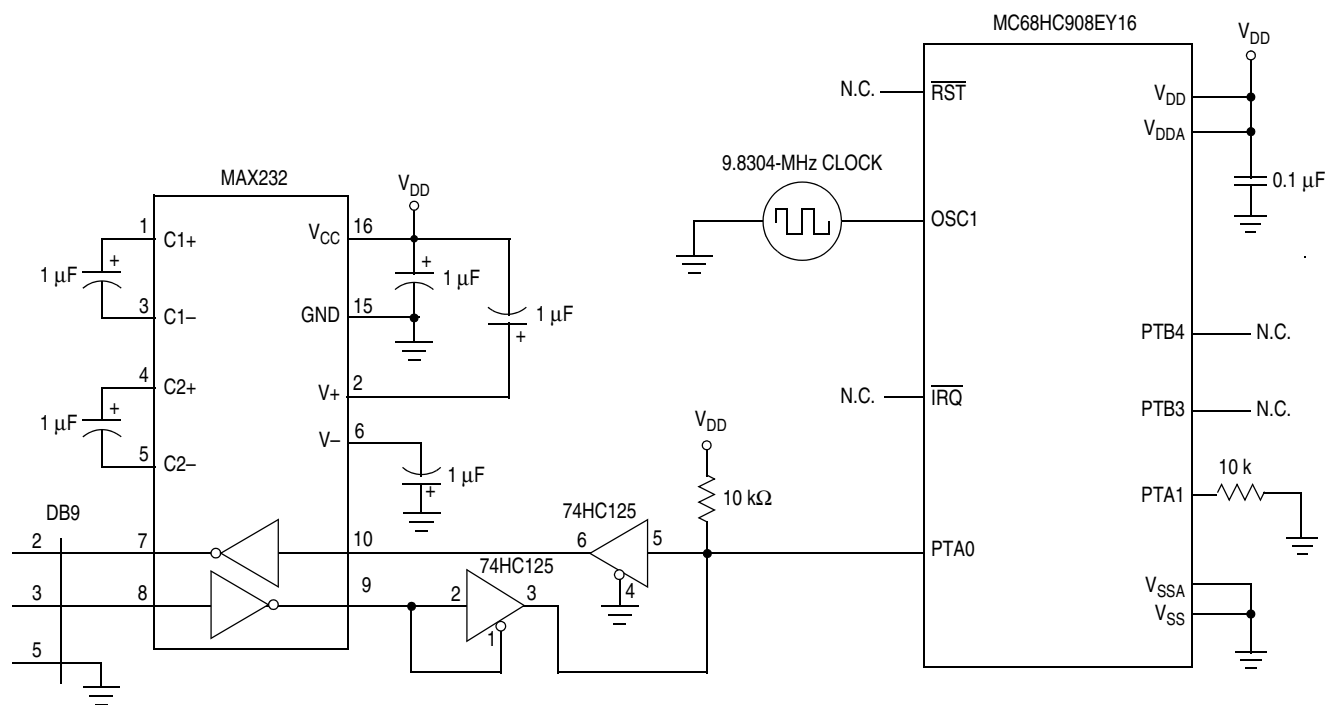 MC68HC908EY16
VDD
N.C.
RST
VDD
VDDA
0.1 µF
9.8304-MHz CLOCK
OSC1
MAX232
VDD
1
C1+
VCC
16
1 µF
+
+
1 µF
3
C1–
GND
15
1 µF
+
4
C2+
V+
2
1 µF
+
V–
6
5
C2–
1 µF
+
PTB4
N.C.
N.C.
IRQ
PTB3
N.C.
VDD
10 kΩ
PTA1
10 k
DB9
74HC125
2
7
10
6
5
4
PTA0
74HC125
3
8
9
2
3
1
VSSA
VSS
5